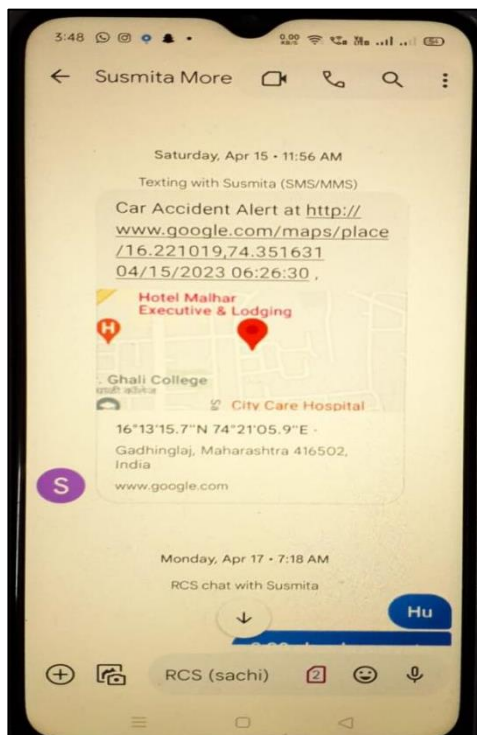 3:48
0.00
KB/S
Susmita More
Saturday, Apr 15 • 11:56 AM
Texting with Susmita (SMS/MMS)
Car Accident Alert at http://
www.google.com/maps/place
/16.221019,74.351631
04/15/2023 06:26:30 ,
Hotel Malhar
Executive & Lodging
H
. Ghali College
City Care Hospital
16°13'15.7"N 74°21'05.9"E ·
Gadhinglaj, Maharashtra 416502,
India
www.google.com
S
Monday, Apr 17 • 7:18 AM
RCS chat with Susmita
Hu
RCS (sachi)
2